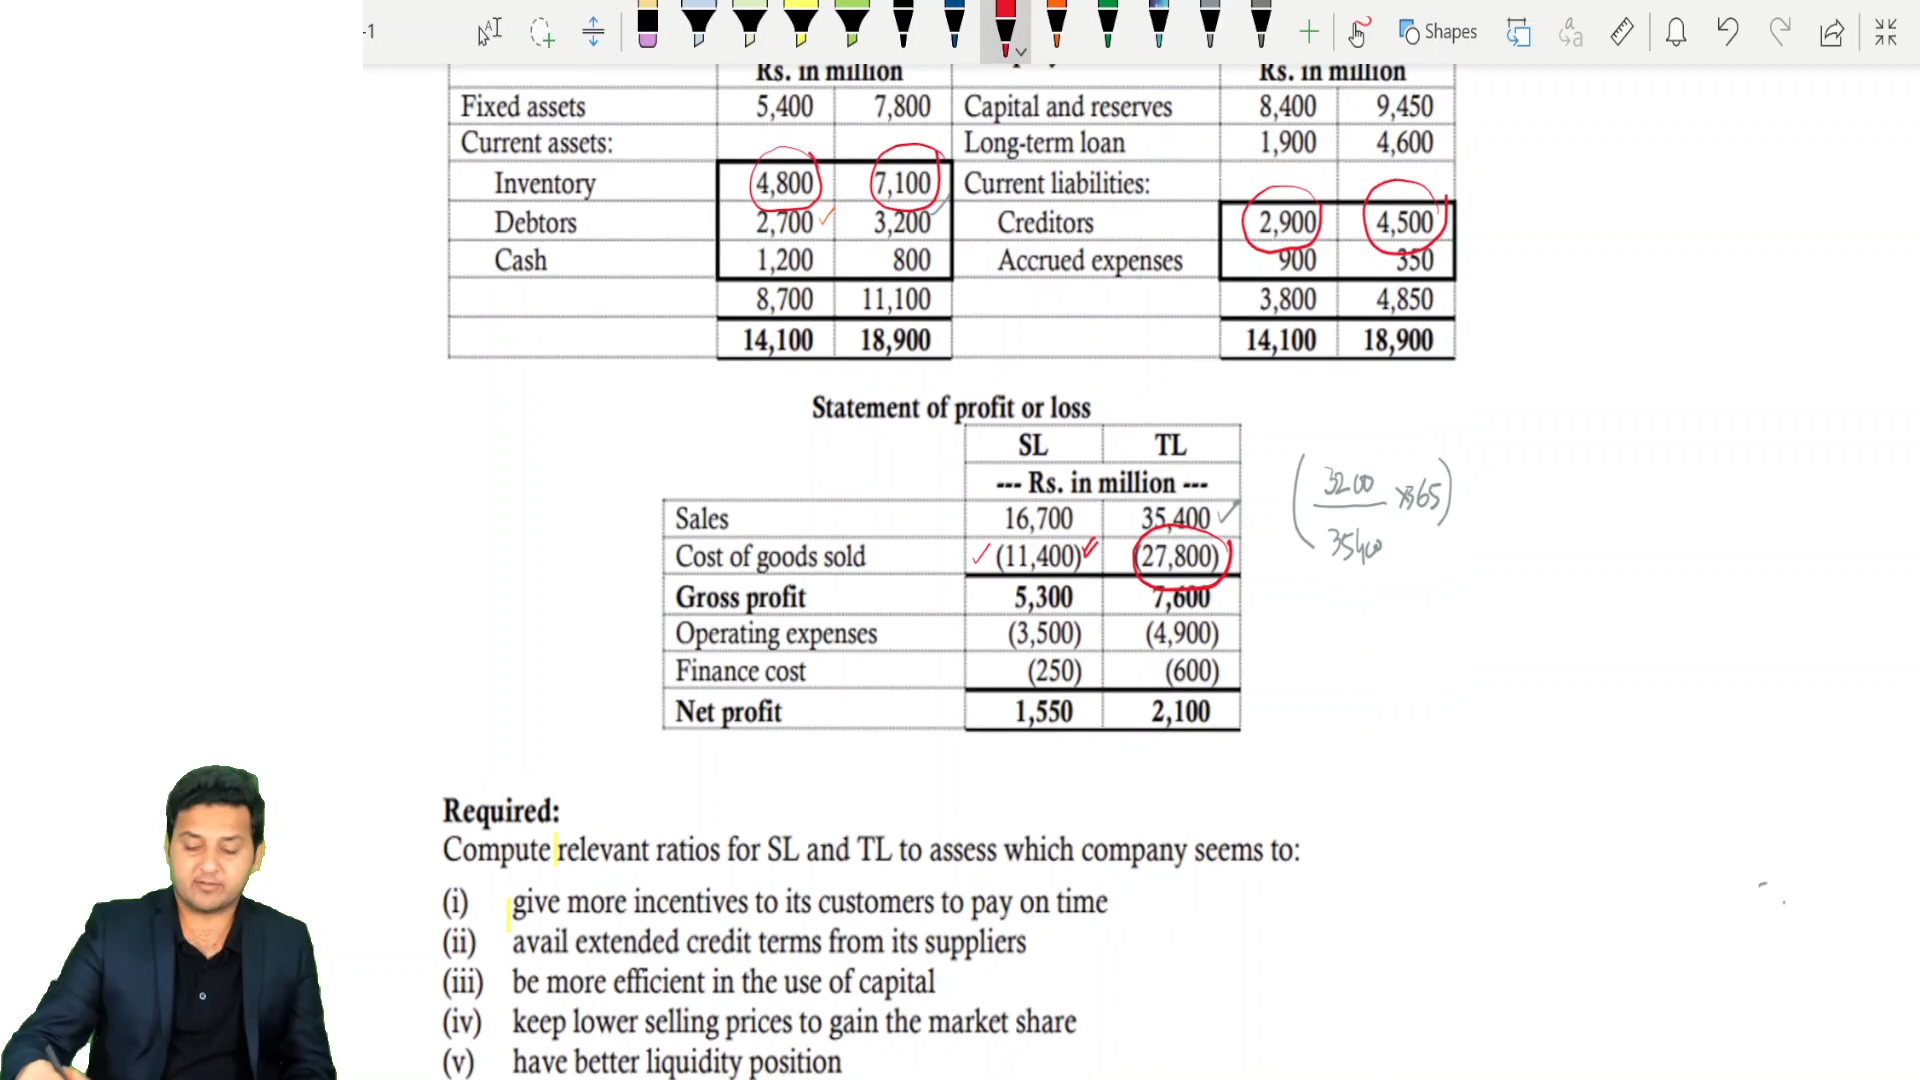 -1
Shapes
Rs. in million Rs. in million
Fixed assets 5,400 7,800 Capital and reserves 8,400 9,450
Current assets: Long-term loan 1,900 4,600
Inventory 4,800 7,100 Current liabilities:
Debtors 2,700 3,200 Creditors 2,900 4,500
Cash 1,200 800 Accrued expenses 900 350
8,700 11,100 3,800 4,850
14,100 18,900 14,100 18,900
Statement of profit or loss
SL TL
--- Rs. in million ---
Sales 16,700 35,400
Cost of goods sold (11,400) (27,800)
Gross profit 5,300 7,600
Operating expenses (3,500) (4,900)
Finance cost (250) (600)
Net profit 1,550 2,100
(3200 x365)
35400
Required:
Compute relevant ratios for SL and TL to assess which company seems to:
(i) give more incentives to its customers to pay on time
(ii) avail extended credit terms from its suppliers
(iii) be more efficient in the use of capital
(iv) keep lower selling prices to gain the market share
(v) have better liquidity position